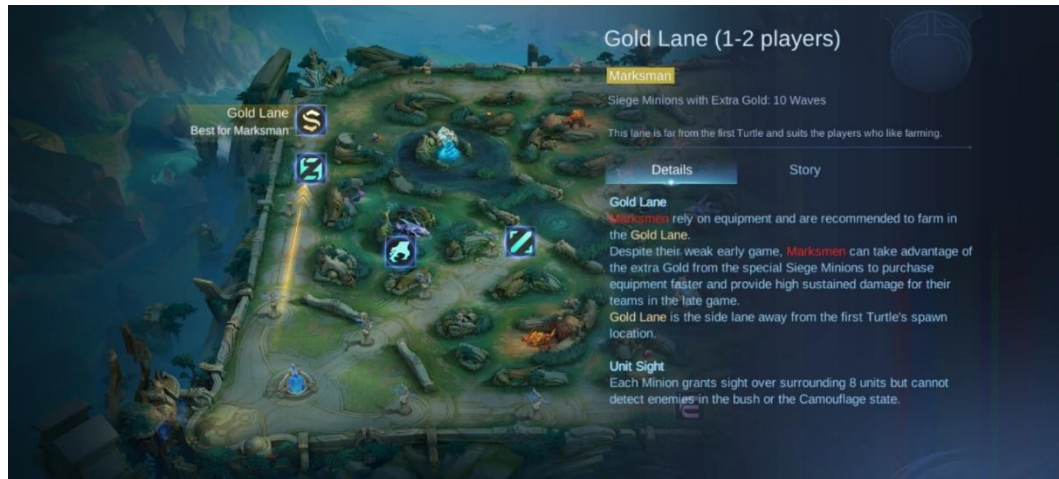 Gold Lane (1-2 players)
Marksman
Siege Minions with Extra Gold: 10 Waves
This lane is far from the first Turtle and suits the players who like farming.
Gold Lane
Best for Marksman
Details
Story
Gold Lane
Marksmen rely on equipment and are recommended to farm in
the Gold Lane.
Despite their weak early game, Marksmen can take advantage of
the extra Gold from the special Siege Minions to purchase
equipment faster and provide high sustained damage for their
teams in the late game.
Gold Lane is the side lane away from the first Turtle's spawn
location.
Unit Sight
Each Minion grants sight over surrounding 8 units but cannot
detect enemies in the bush or the Camouflage state.